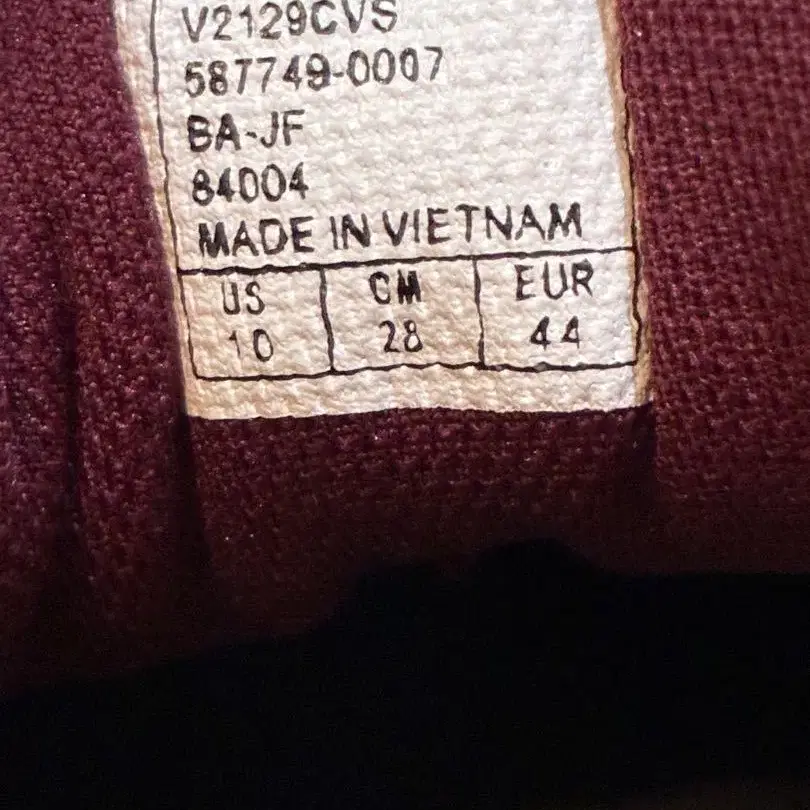 V2129CVS
587749-0007
BA-JF
84004
MADE IN VIETNAM
US CM EUR
10 28 44